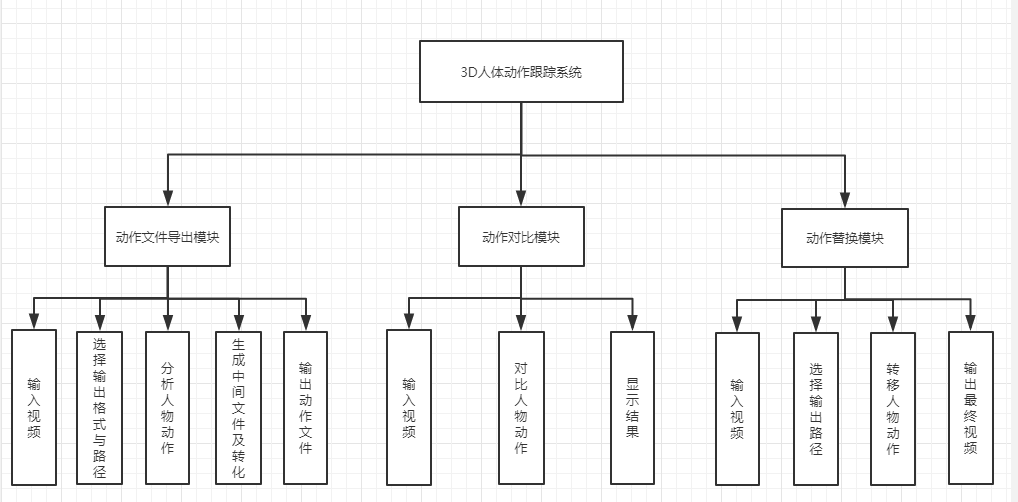 3D人体动作跟踪系统
动作文件导出模块
动作对比模块
动作替换模块
输入视频
选择输出格式与路径
分析人物动作
生成中间文件及转化
输出动作文件
输入视频
对比人物动作
显示结果
输入视频
选择输出路径
转移人物动作
输出最终视频